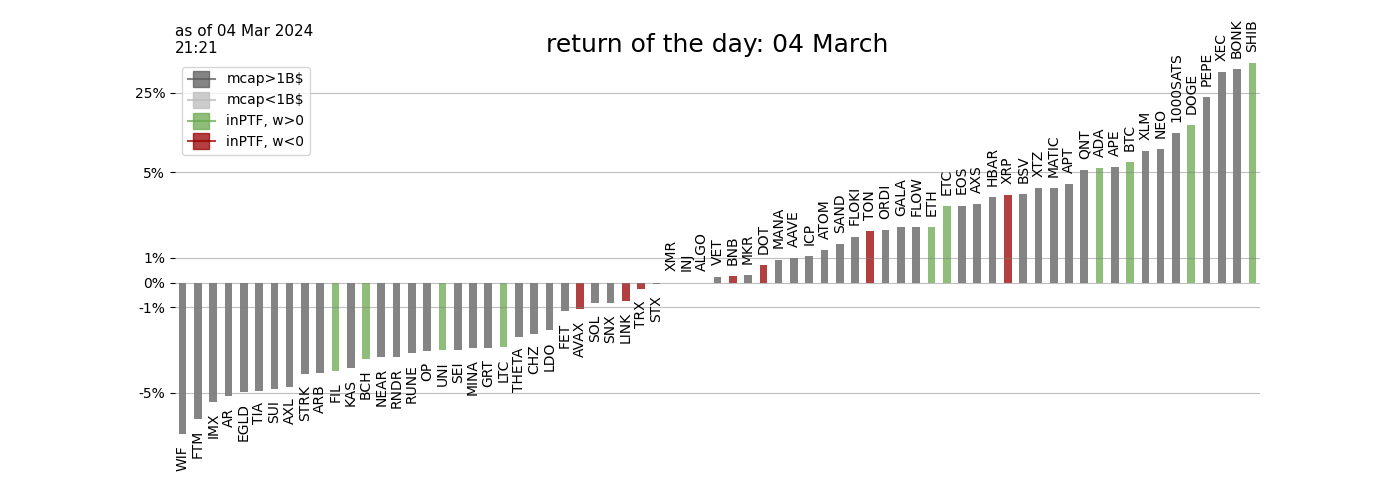 as of 04 Mar 2024
21:21
return of the day: 04 March
mcap>1B$
mcap<1B$
inPTF, w>0
inPTF, w<0
25%
5%
1%
0%
-1%
-5%
WIF
FTM
IMX
AR
EGLD
TIA
SUI
AXL
STRK
ARB
FIL
KAS
BCH
NEAR
RNDR
RUNE
OP
UNI
SEI
MINA
GRT
LTC
THETA
CHZ
LDO
FET
AVAX
SOL
SNX
LINK
TRX
STX
XMR
INJ
ALGO
VET
BNB
MKR
DOT
MANA
AAVE
ICP
ATOM
SAND
FLOKI
TON
ORDI
GALA
FLOW
ETH
ETC
EOS
AXS
HBAR
XRP
BSV
XTZ
MATIC
APT
QNT
ADA
APE
BTC
XLM
NEO
1000SATS
DOGE
PEPE
XEC
BONK
SHIB